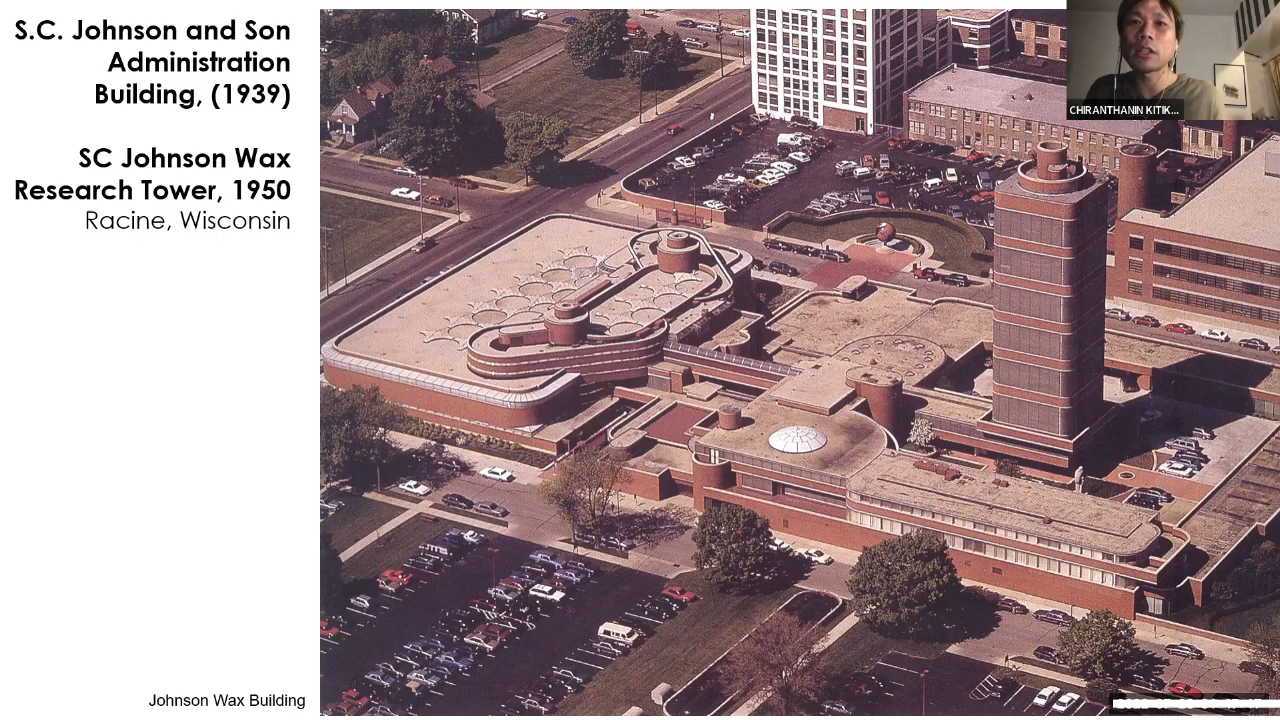 S.C. Johnson and Son
Administration
Building, (1939)
SC Johnson Wax
Research Tower, 1950
Racine, Wisconsin
CHIRANTHANIN KITIK...
Johnson Wax Building